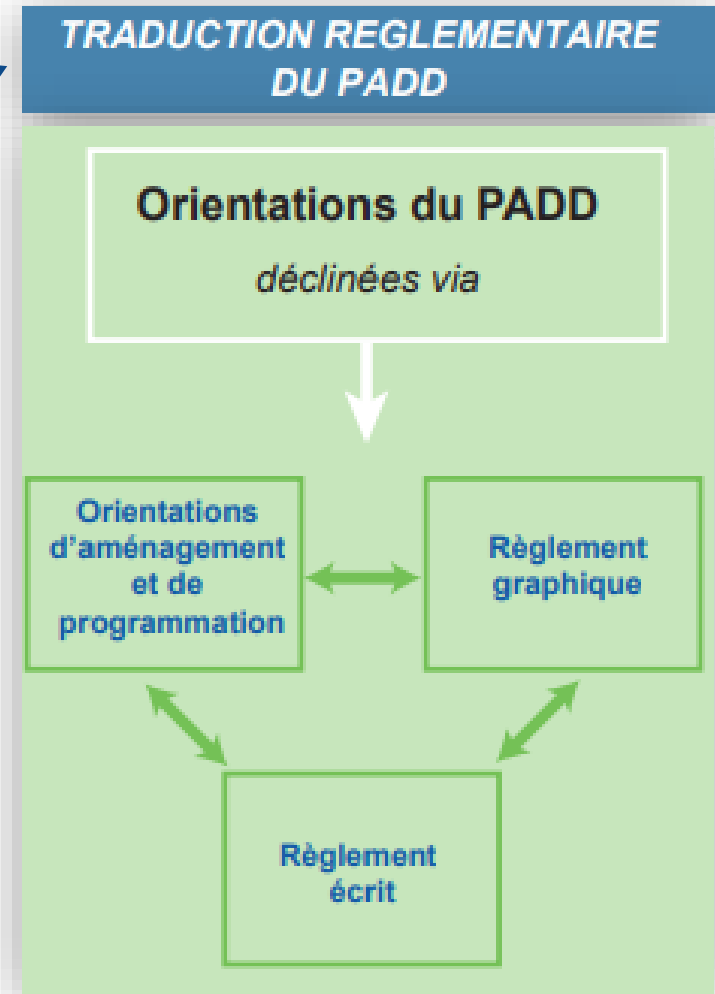 TRADUCTION REGLEMENTAIRE
DU PADD
Orientations du PADD
déclinées via
Orientations
d'aménagement
et de
programmation
Règlement
graphique
Règlement
écrit